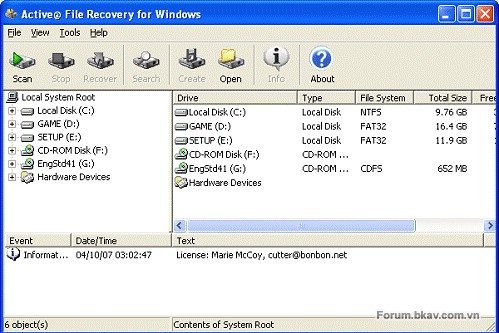 Active@ File Recovery for Windows
File View Tools Help
Scan Stop Recover Search Create Open Info About
Local System Root
Local Disk (C:)
GAME (D:)
SETUP (E:)
CD-ROM Disk (F:)
EngStd41 (G:)
Hardware Devices
Drive Type File System Total Size Free
Local Disk (C:) Local Disk NTFS 9.76 GB 3.
GAME (D:) Local Disk FAT32 16.4 GB 2.
SETUP (E:) Local Disk FAT32 11.9 GB 2.
CD-ROM Disk (F:) CD-ROM ...
EngStd41 (G:) CD-ROM ... CDFS 652 MB
Hardware Devices
Event Date/Time Text
Informat... 04/10/07 03:02:47 License: Marie McCoy, cutter@bonbon.net
Forum.bkav.com.vn
6 object(s) Contents of System Root